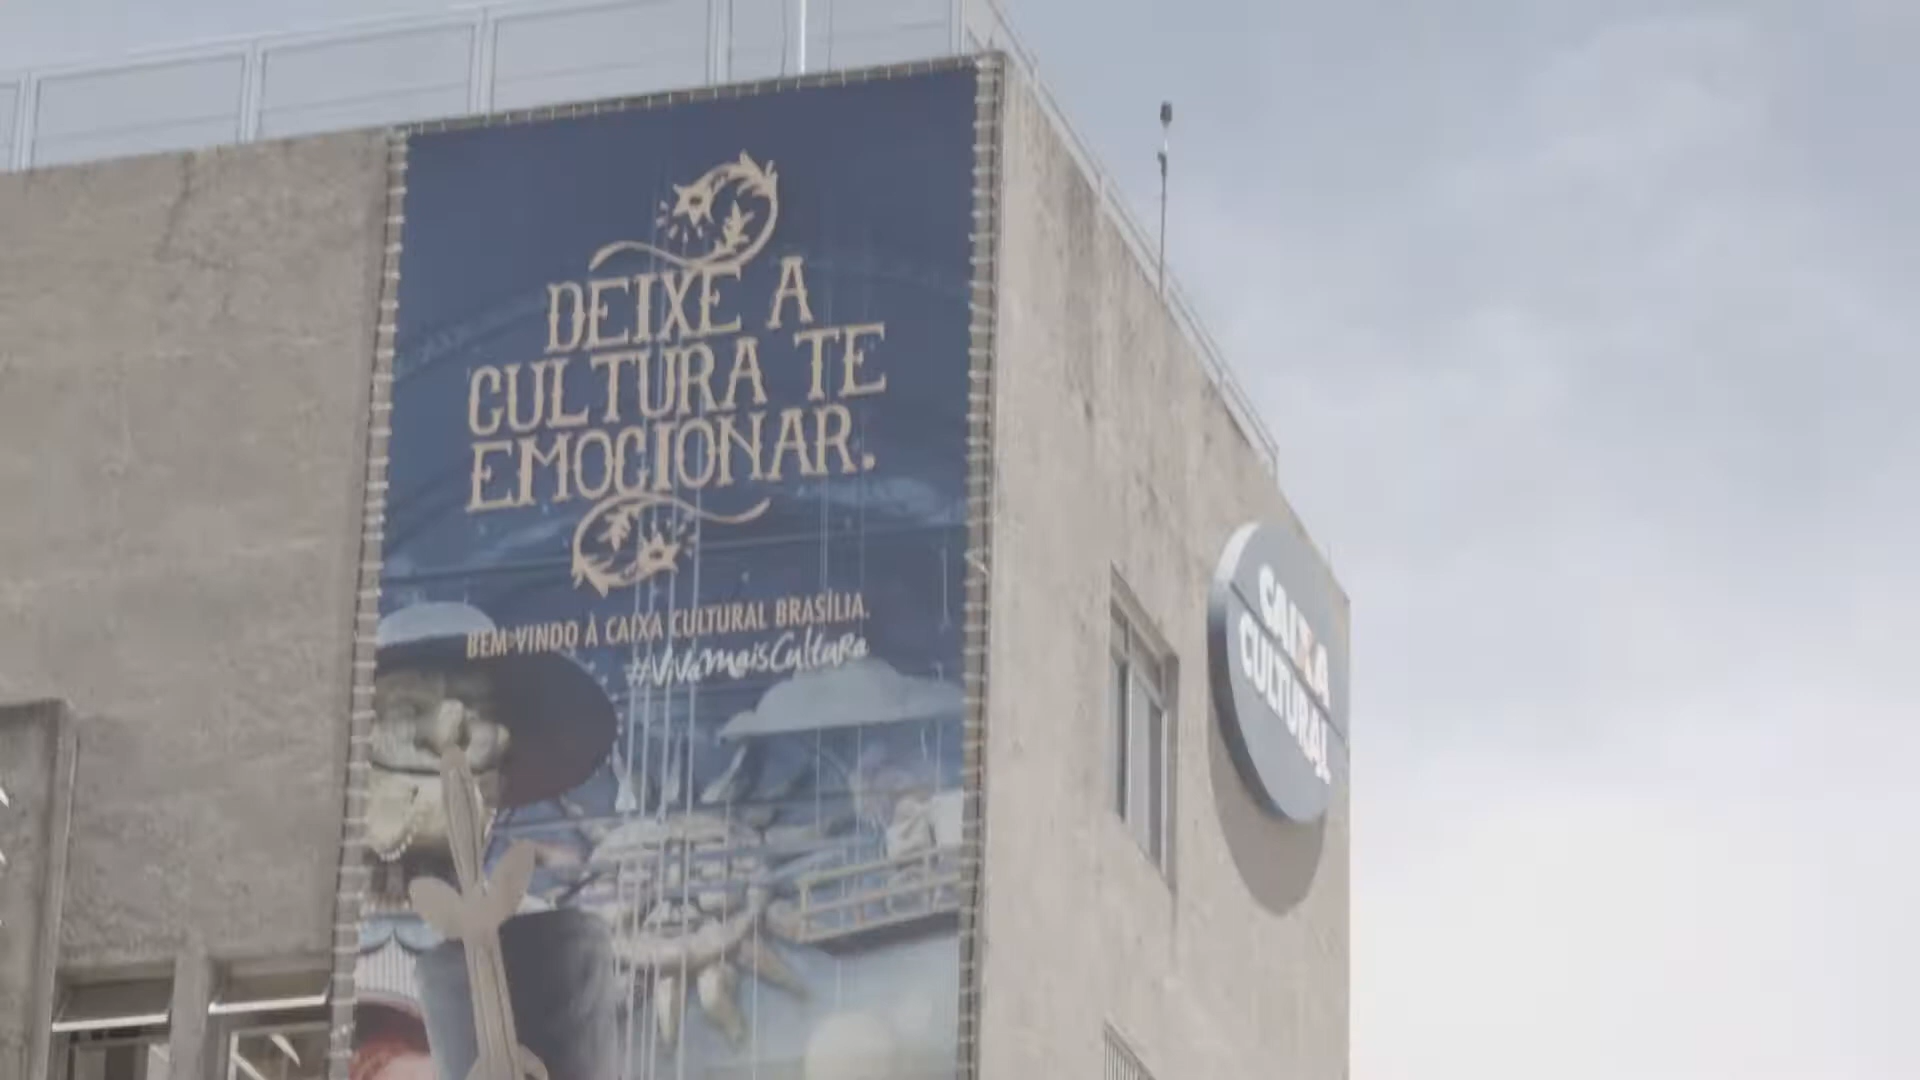 DEIXE A
CULTURA TE
EMOCIONAR.
BEM-VINDO À CAIXA CULTURAL BRASÍLIA.
#VivaMaisCultura
CAIXA
CULTURAL